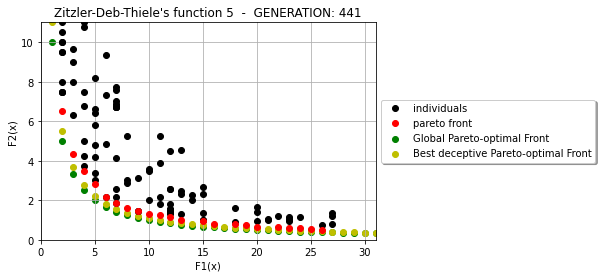 Zitzler-Deb-Thiele's function 5 - GENERATION: 441
10
8
6
4
2
0
F2(x)
0 5 10 15 20 25 30
F1(x)
individuals
pareto front
Global Pareto-optimal Front
Best deceptive Pareto-optimal Front